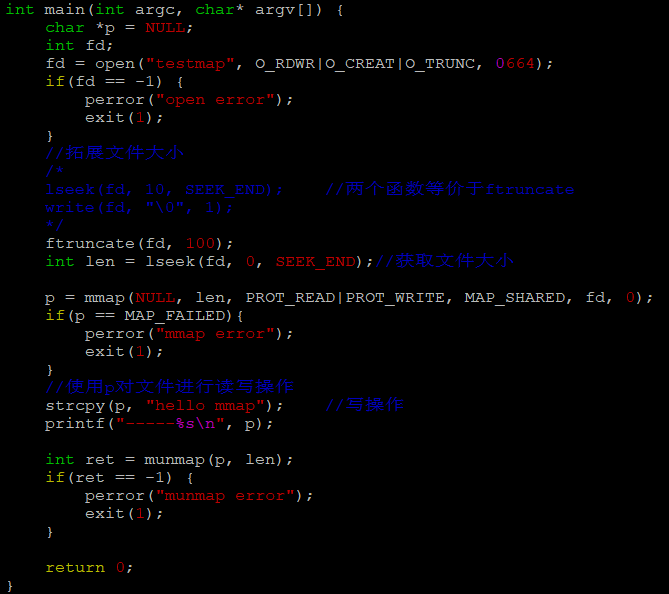 int main(int argc, char* argv[]) {
    char *p = NULL;
    int fd;
    fd = open("testmap", O_RDWR|O_CREAT|O_TRUNC, 0664);
    if(fd == -1) {
        perror("open error");
        exit(1);
    }
    //拓展文件大小
    /*
    lseek(fd, 10, SEEK_END);    //两个函数等价于ftruncate
    write(fd, "\0", 1);
    */
    ftruncate(fd, 100);
    int len = lseek(fd, 0, SEEK_END);//获取文件大小
    p = mmap(NULL, len, PROT_READ|PROT_WRITE, MAP_SHARED, fd, 0);
    if(p == MAP_FAILED){
        perror("mmap error");
        exit(1);
    }
    //使用p对文件进行读写操作
    strcpy(p, "hello mmap");    //写操作
    printf("-----%s\n", p);
    int ret = munmap(p, len);
    if(ret == -1) {
        perror("munmap error");
        exit(1);
    }
    return 0;
}